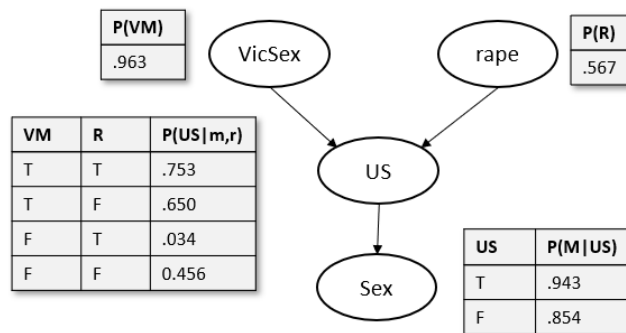 P(VM)
.963
VicSex
rape
P(R)
.567
VM R P(US|m,r)
T T .753
T F .650
F T .034
F F 0.456
US
Sex
US P(M|US)
T .943
F .854